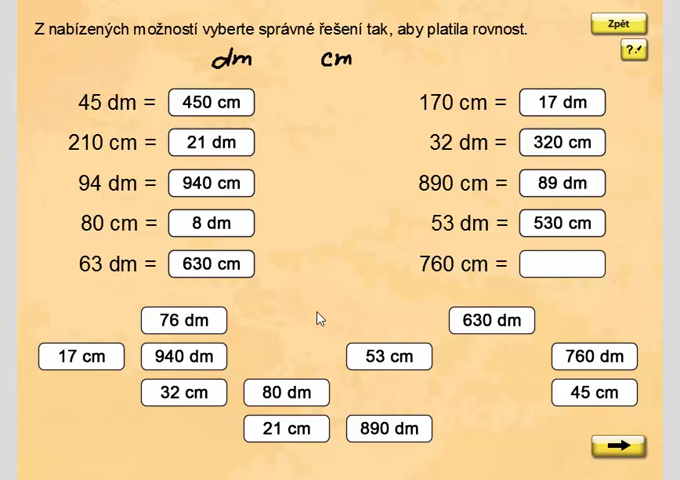 Z nabízených možností vyberte správné řešení tak, aby platila rovnost.
Zpět
?✓
dm cm
45 dm = 450 cm
170 cm = 17 dm
210 cm = 21 dm
32 dm = 320 cm
94 dm = 940 cm
890 cm = 89 dm
80 cm = 8 dm
53 dm = 530 cm
63 dm = 630 cm
760 cm =
76 dm 630 dm
17 cm 940 dm 53 cm 760 dm
32 cm 80 dm 45 cm
21 cm 890 dm